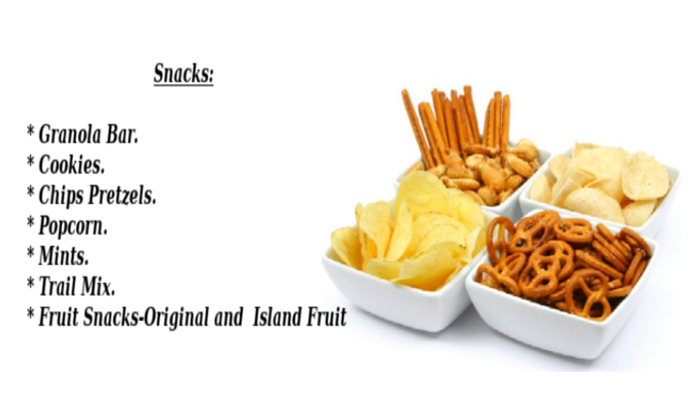 Snacks:
* Granola Bar.
* Cookies.
* Chips Pretzels.
* Popcorn.
* Mints.
* Trail Mix.
* Fruit Snacks-Original and Island Fruit